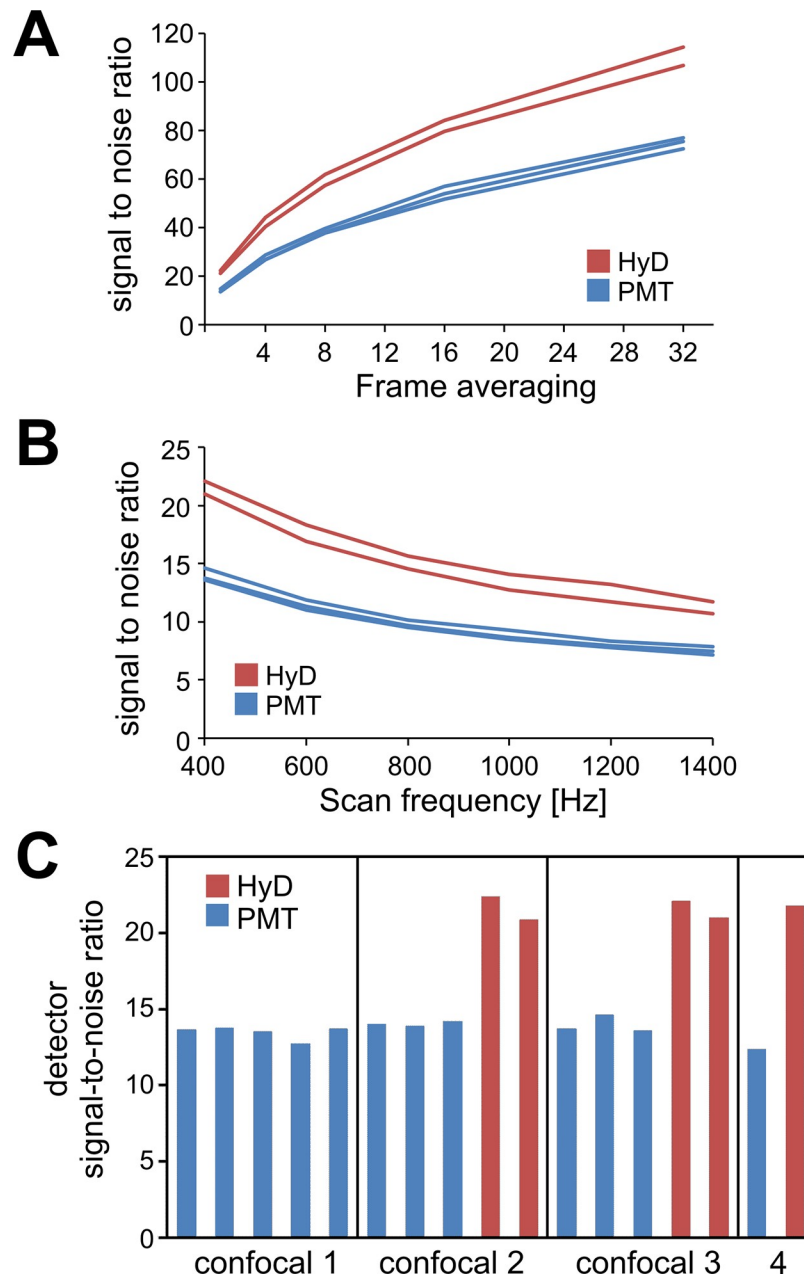 A
signal to noise ratio
120
100
80
60
40
20
0
HyD
PMT
4 8 12 16 20 24 28 32
Frame averaging
B
signal to noise ratio
25
20
15
10
5
0
HyD
PMT
400 600 800 1000 1200 1400
Scan frequency [Hz]
C
detector
signal-to-noise ratio
25
20
15
10
5
0
HyD
PMT
confocal 1 confocal 2 confocal 3 4